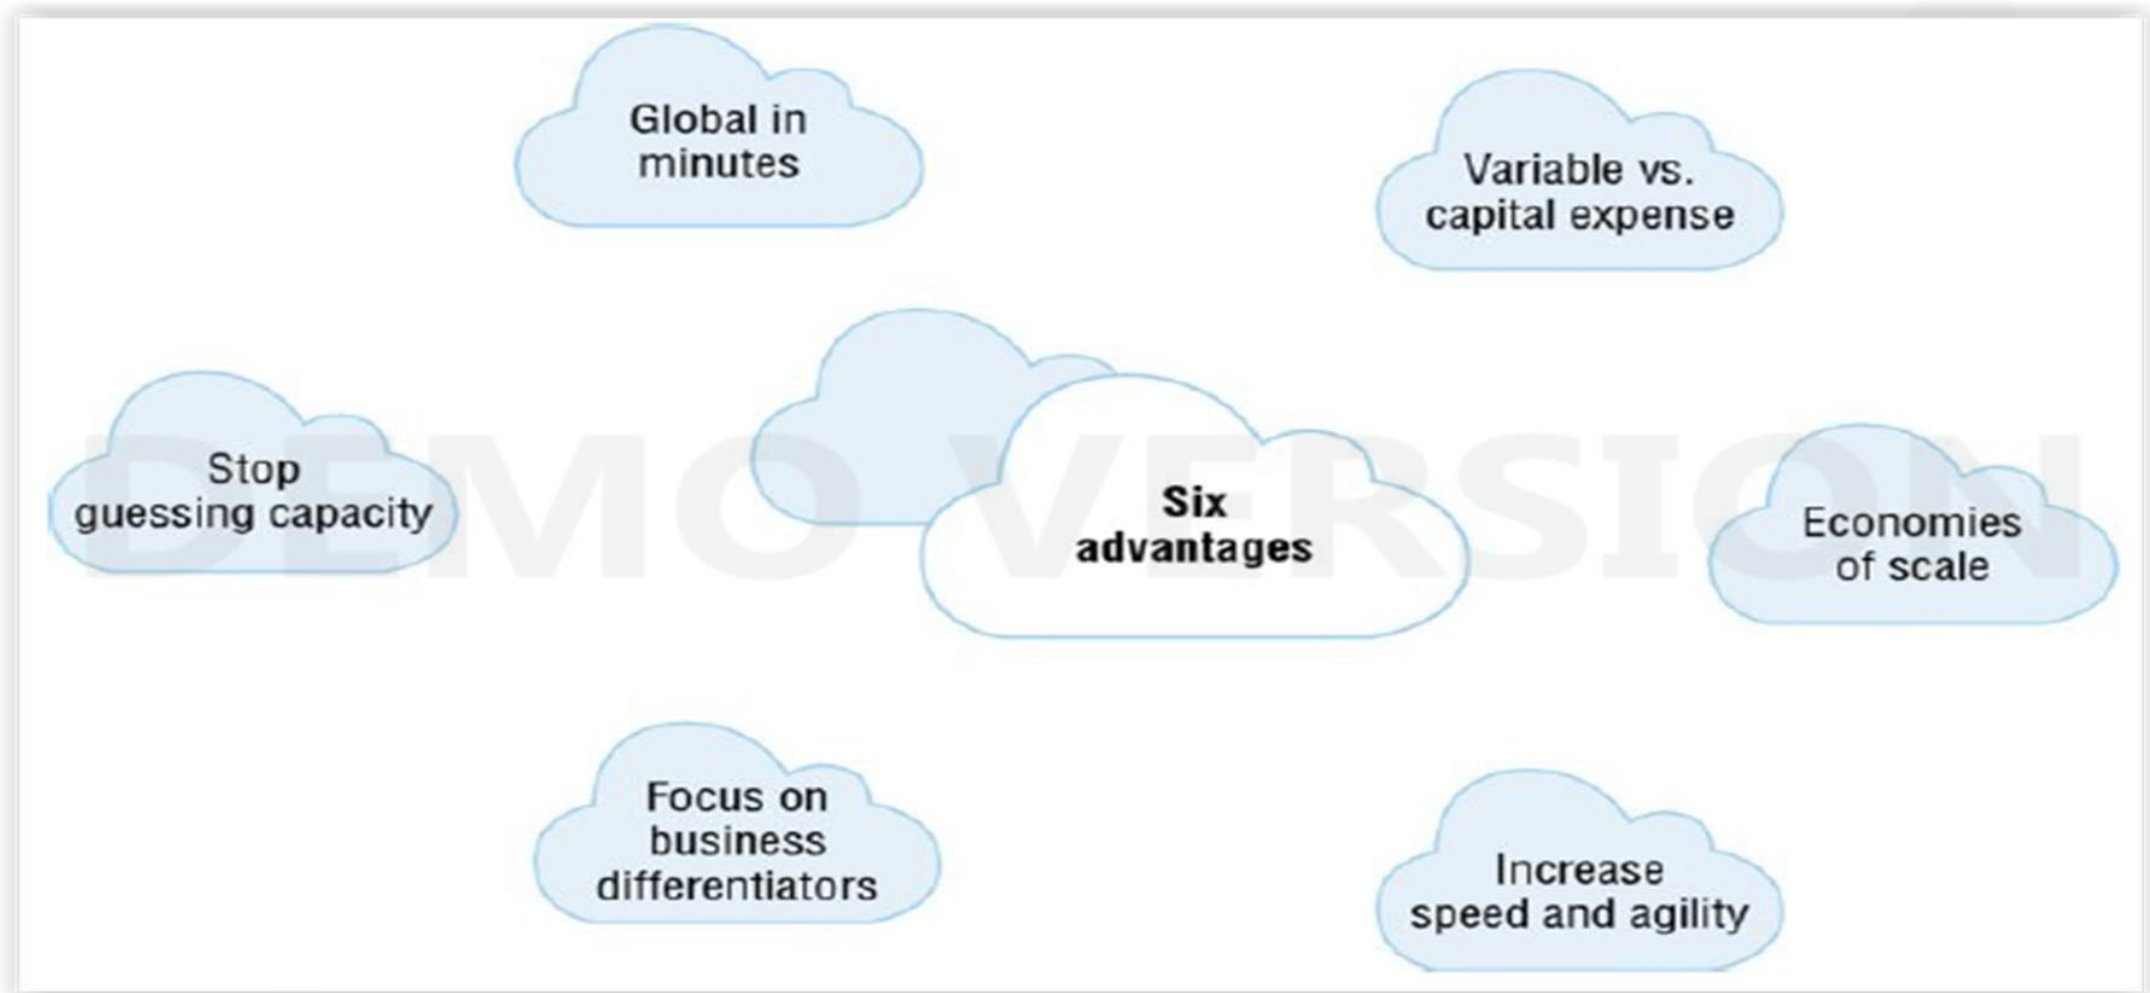 Global in
minutes
Variable vs.
capital expense
Stop
guessing capacity
Six
advantages
Economies
of scale
Focus on
business
differentiators
Increase
speed and agility
DEMO VERSION